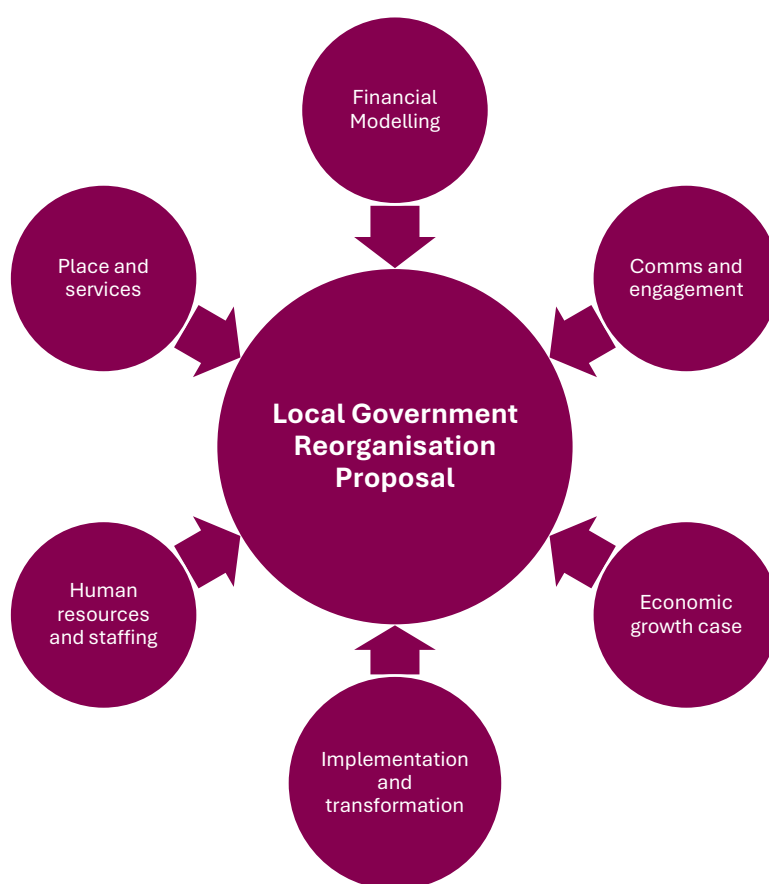 Financial
Modelling
Place and
services
Comms and
engagement
Local Government
Reorganisation
Proposal
Human
resources
and staffing
Economic
growth case
Implementation
and
transformation